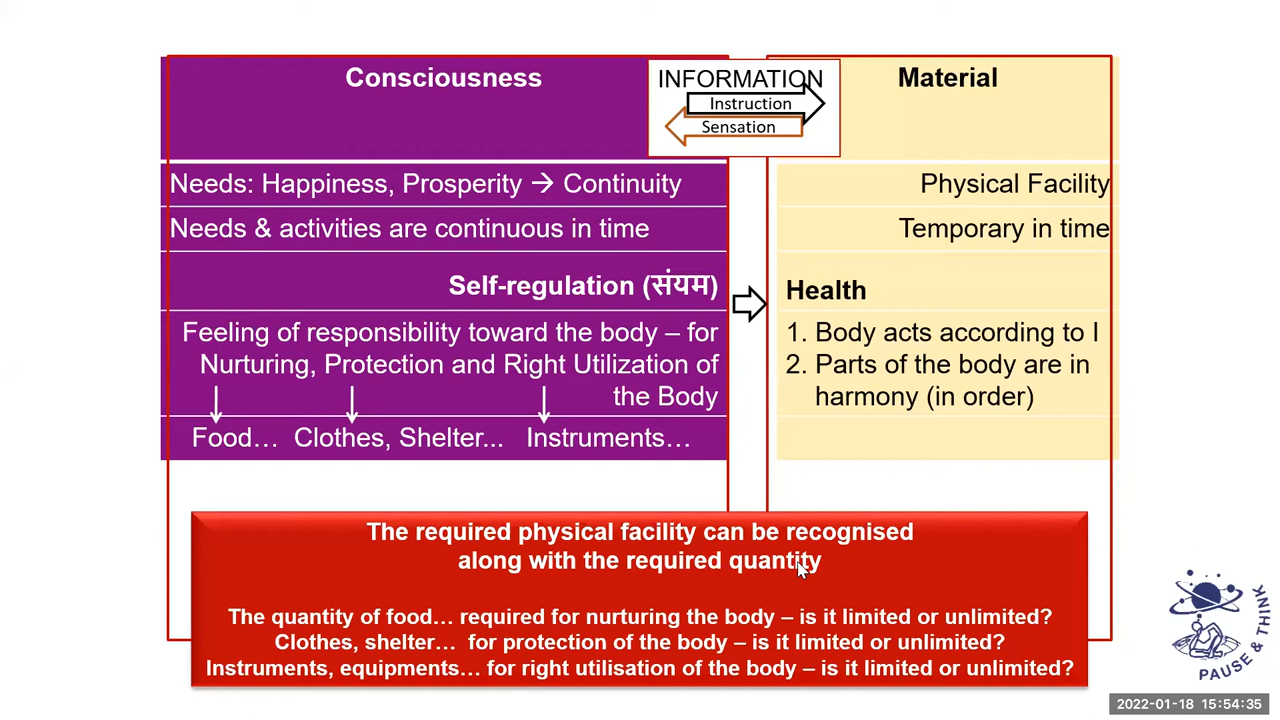 Consciousness
INFORMATION
Instruction
Sensation
Material
Needs: Happiness, Prosperity → Continuity
Physical Facility
Needs & activities are continuous in time
Temporary in time
Self-regulation (संयम)
Feeling of responsibility toward the body – for
Nurturing, Protection and Right Utilization of
the Body
Food… Clothes, Shelter... Instruments…
Health
1. Body acts according to I
2. Parts of the body are in
harmony (in order)
The required physical facility can be recognised
along with the required quantity
The quantity of food… required for nurturing the body – is it limited or unlimited?
Clothes, shelter… for protection of the body – is it limited or unlimited?
Instruments, equipments… for right utilisation of the body – is it limited or unlimited?
PAUSE & THINK
2022-01-18 15:54:35